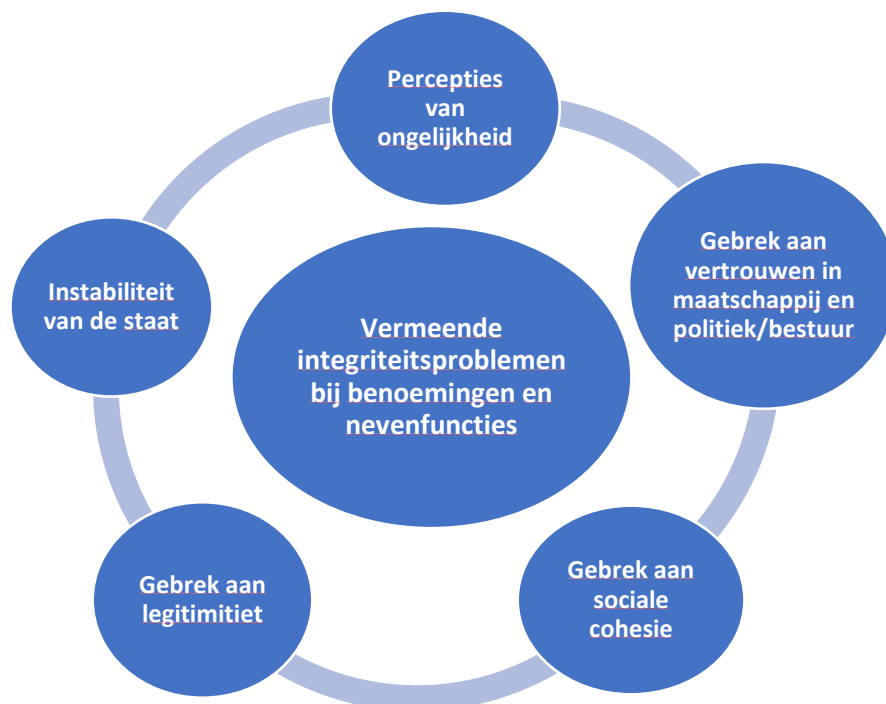 Percepties
van
ongelijkheid
Gebrek aan
vertrouwen in
maatschappij en
politiek/bestuur
Instabiliteit
van de staat
Vermeende
integriteitsproblemen
bij benoemingen en
nevenfuncties
Gebrek aan
legitimitiet
Gebrek aan
sociale
cohesie